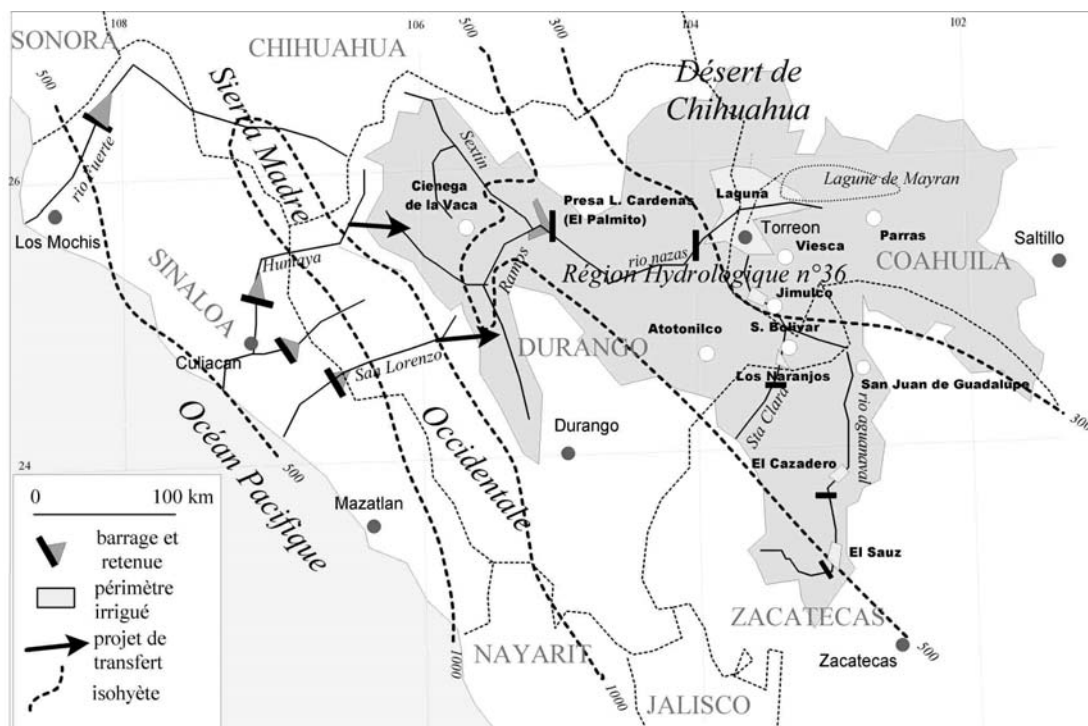 108
106
104
102
SONORA
CHIHUAHUA
500
500
300
Sierra Madre
Occidentale
Désert de
Chihuahua
Sextin
rio Fuerte
26
Los Mochis
Cienega
de la Vaca
Presa L. Cardenas
(El Palmito)
Laguna
Lagune de Mayran
Torreon
Viesca
Parras
Saltillo
COAHUILA
SINALOA
Humaya
Ramos
rio nazas
Région Hydrologique n°36
Jimulco
S. Bolivar
Atotonilco
DURANGO
Culiacan
San Lorenzo
Los Naranjos
San Juan de Guadalupe
Sta Clara
rio aguanaval
300
Océan Pacifique
500
24
Durango
El Cazadero
Mazatlan
El Sauz
ZACATECAS
Zacatecas
500
NAYARIT
1000
1000
JALISCO
0 100 km
barrage et
retenue
périmètre
irrigué
projet de
transfert
isohyète